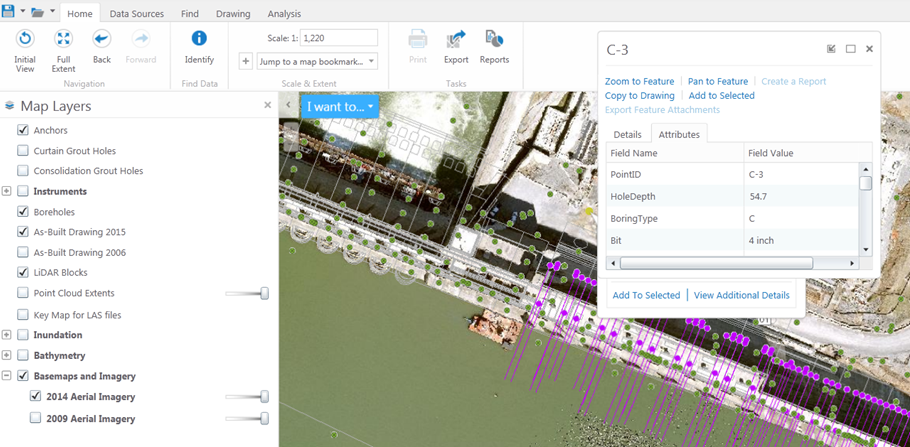 Home Data Sources Find Drawing Analysis
Initial View
Full Extent
Back
Forward
Navigation
Identify
Find Data
Scale: 1: 1,220
Jump to a map bookmark...
Scale & Extent
Print
Export
Reports
Tasks
Map Layers
Anchors
Curtain Grout Holes
Consolidation Grout Holes
Instruments
Boreholes
As-Built Drawing 2015
As-Built Drawing 2006
LiDAR Blocks
Point Cloud Extents
Key Map for LAS files
Inundation
Bathymetry
Basemaps and Imagery
2014 Aerial Imagery
2009 Aerial Imagery
I want to...
C-3
Zoom to Feature Pan to Feature Create a Report
Copy to Drawing Add to Selected
Export Feature Attachments
Details Attributes
Field Name Field Value
PointID C-3
HoleDepth 54.7
BoringType C
Bit 4 inch
Add To Selected View Additional Details